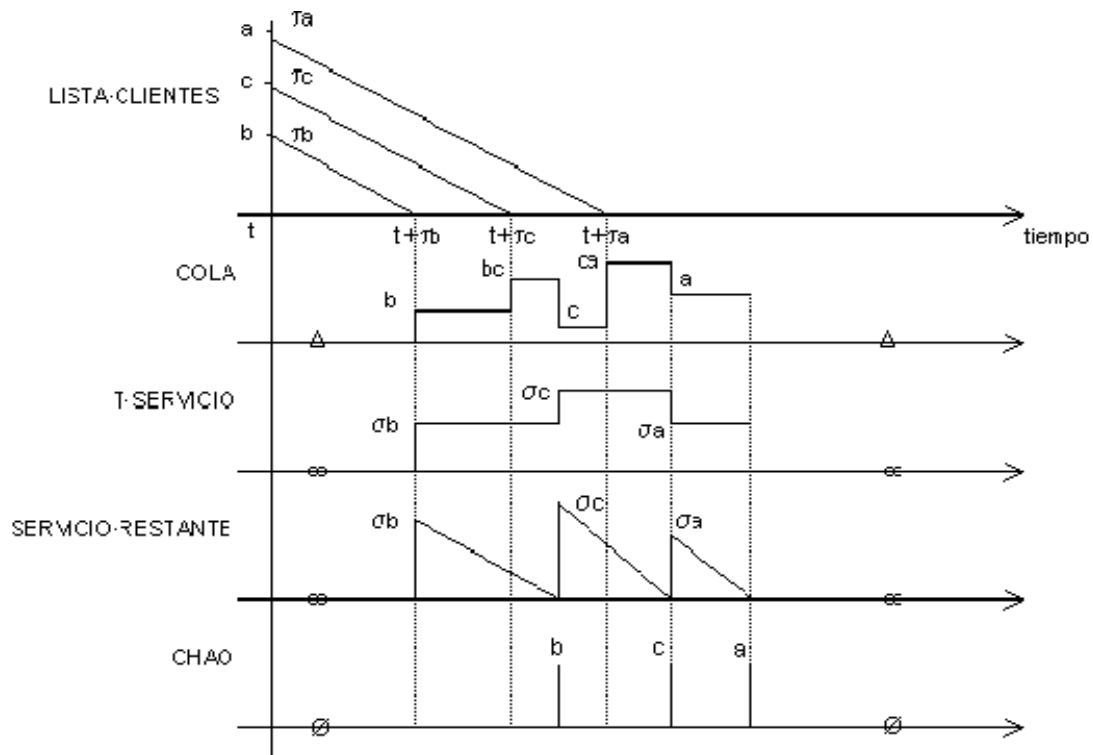 a τa
LISTA-CLIENTES
c τc
b τb
t t+τb t+τc t+τa tiempo
COLA
b bc c ca a
Δ Δ
T-SERVICIO
σb σc σa
∞ ∞
SERVICIO-RESTANTE
σb σc σa
∞ ∞
CHAO
b c a
∅ ∅